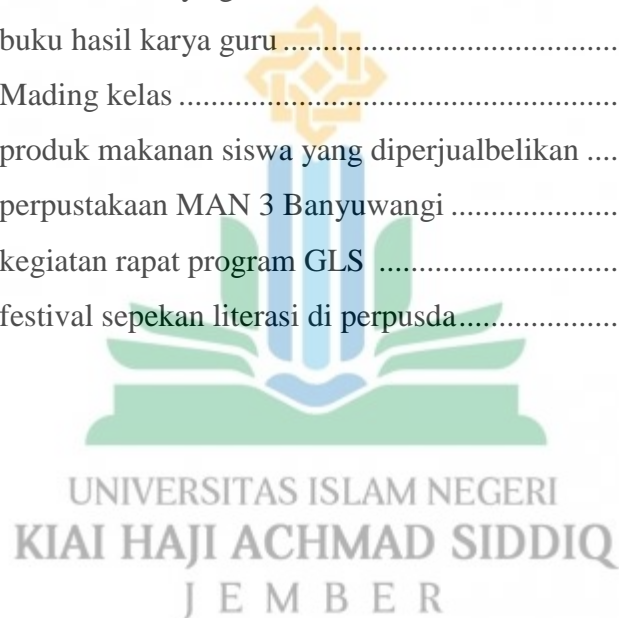 buku hasil karya guru ..........................................
Mading kelas .......................................................
produk makanan siswa yang diperjualbelikan ....
perpustakaan MAN 3 Banyuwangi ......................
kegiatan rapat program GLS ...............................
festival sepekan literasi di perpusda.....................
UNIVERSITAS ISLAM NEGERI
KIAI HAJI ACHMAD SIDDIQ
JEMBER